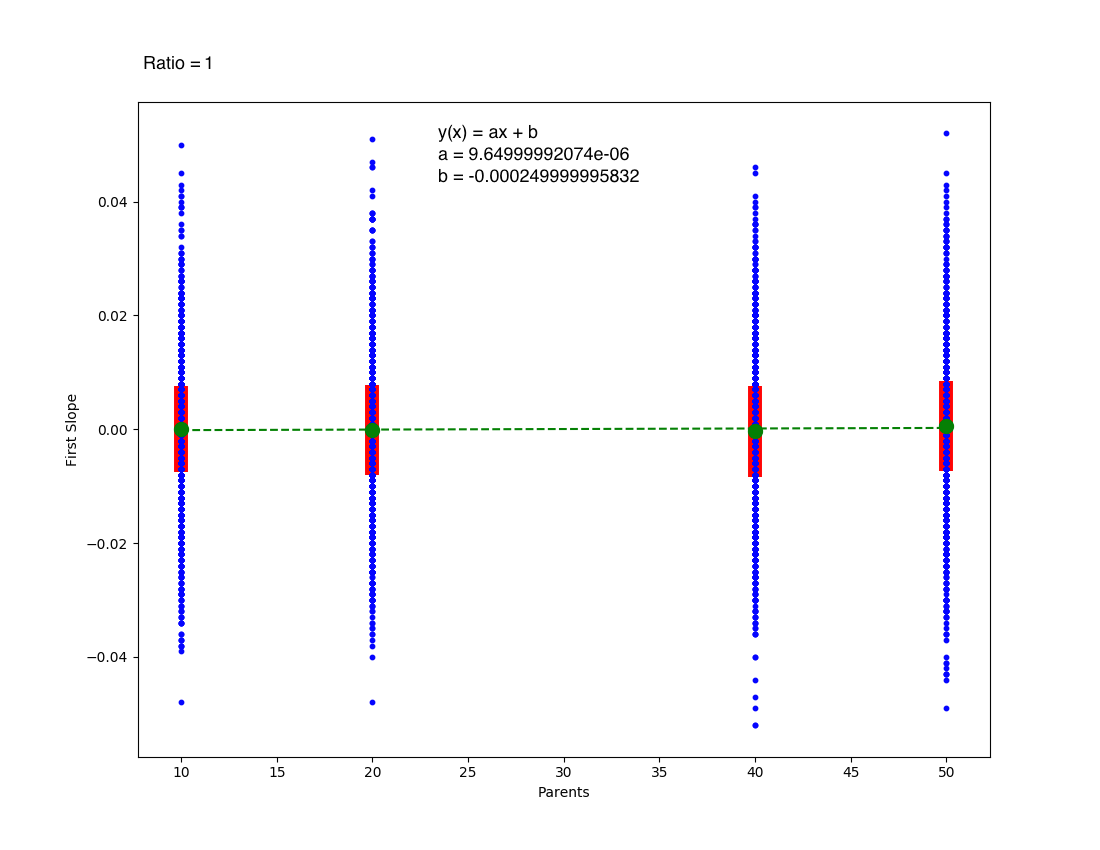 Ratio = 1
y(x) = ax + b
a = 9.64999992074e-06
b = -0.000249999995832
0.04
0.02
0.00
−0.02
−0.04
First Slope
10 15 20 25 30 35 40 45 50
Parents